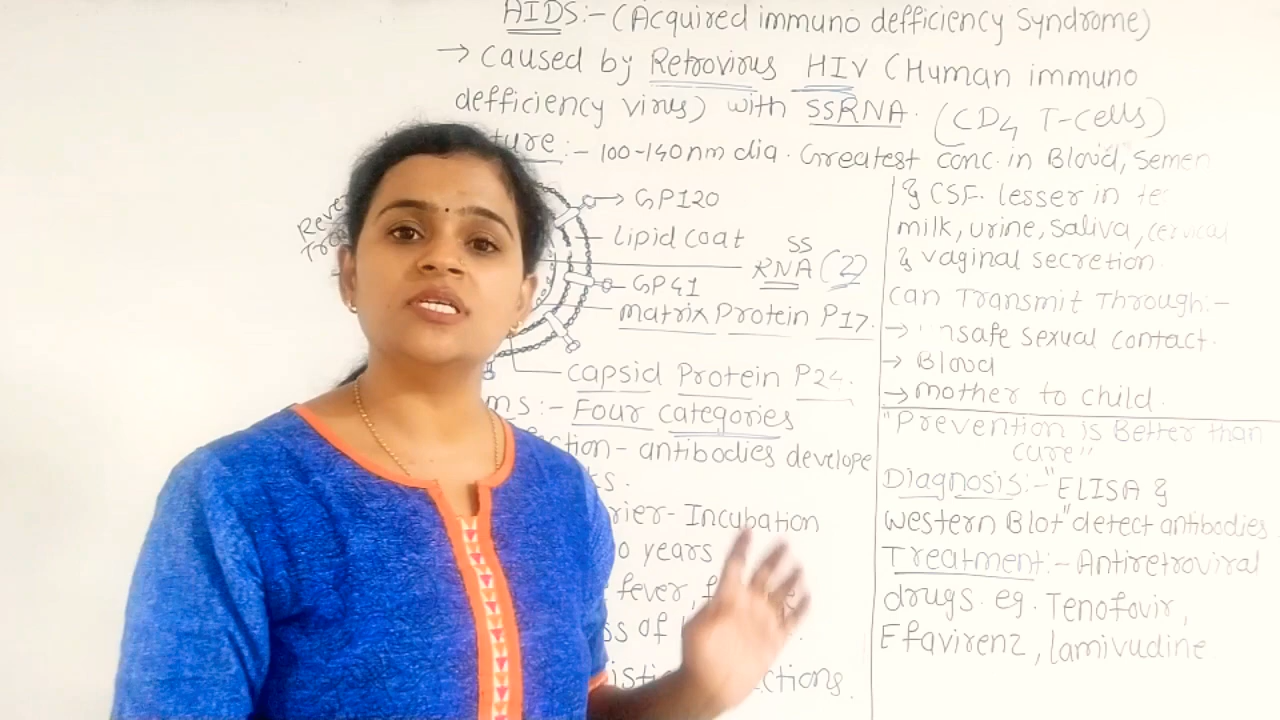 AIDS:- (Acquired immuno defficiency Syndrome)
→ caused by Retrovirus HIV (Human immuno
defficiency virus) with SSRNA. (CD4 T-cells)
:- 100-140nm dia. Greatest conc. in Blood, Semen
GP120
lipid coat
SS
RNA (2)
GP41
matrix Protein P17.
capsid Protein P24.
:- Four categories
- antibodies develope
- Incubation
years
fever,
of
& CSF. lesser in
milk, urine, Saliva, cervical
& vaginal secretion.
can Transmit Through:-
→ sexual contact.
→ Blood
→ mother to child.
"Prevention is Better than
cure"
Diagnosis:- "ELISA &
western Blot" detect antibodies.
Treatment:- Antiretroviral
drugs. eg. Tenofovir,
Efavirenz, lamivudine